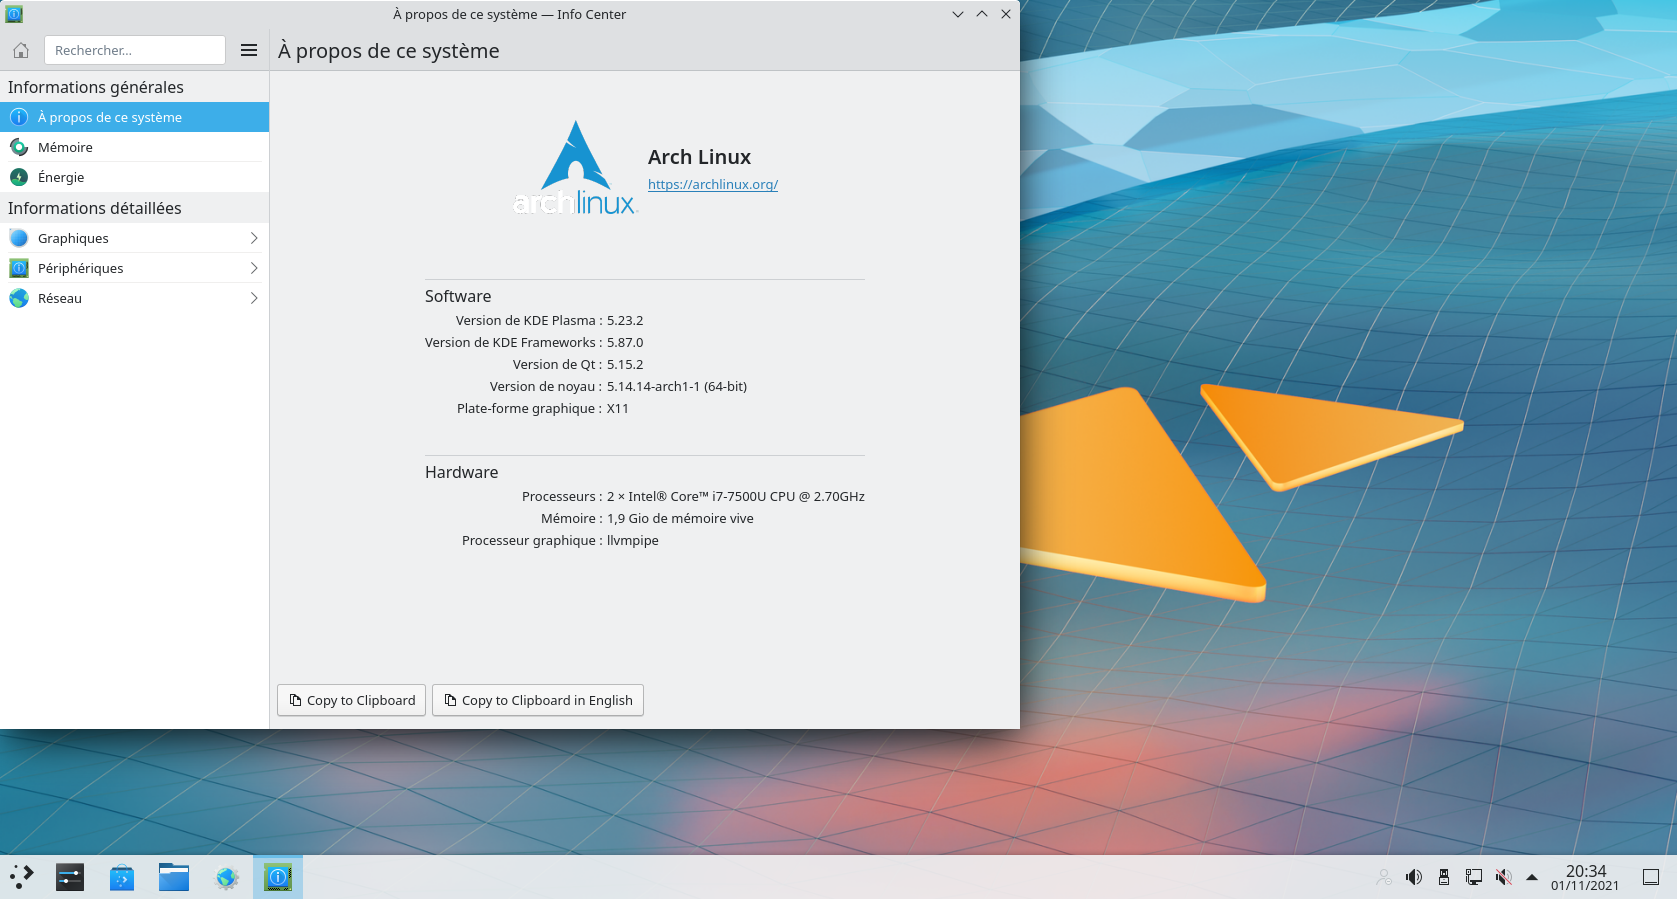 À propos de ce système — Info Center
Rechercher...
À propos de ce système
Informations générales
À propos de ce système
Mémoire
Énergie
Informations détaillées
Graphiques
Périphériques
Réseau
archlinux
Arch Linux
https://archlinux.org/
Software
Version de KDE Plasma : 5.23.2
Version de KDE Frameworks : 5.87.0
Version de Qt : 5.15.2
Version de noyau : 5.14.14-arch1-1 (64-bit)
Plate-forme graphique : X11
Hardware
Processeurs : 2 × Intel® Core™ i7-7500U CPU @ 2.70GHz
Mémoire : 1,9 Gio de mémoire vive
Processeur graphique : llvmpipe
Copy to Clipboard
Copy to Clipboard in English
20:34
01/11/2021